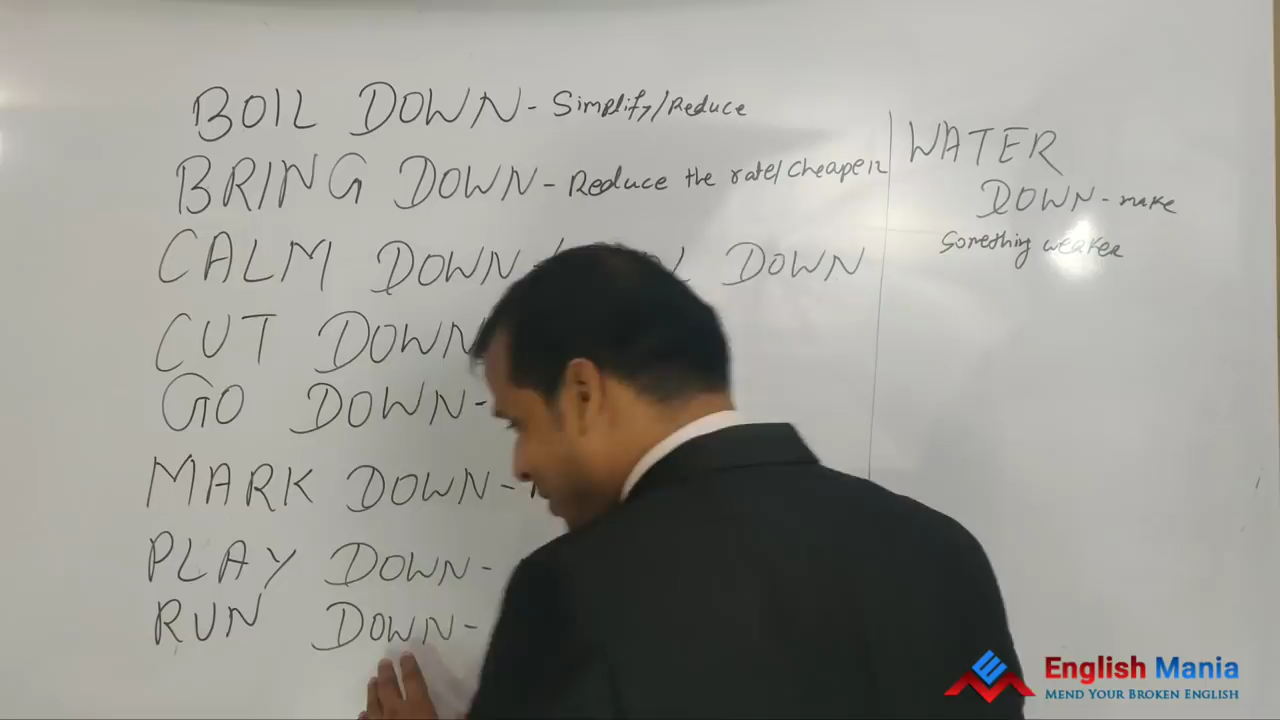 BOIL DOWN - Simplify/Reduce
BRING DOWN - Reduce the rate/Cheaper
CALM DOWN / DOWN
CUT DOWN
GO DOWN -
MARK DOWN -
PLAY DOWN -
RUN DOWN -
WATER
DOWN - make
Something weaker
English Mania
MEND YOUR BROKEN ENGLISH